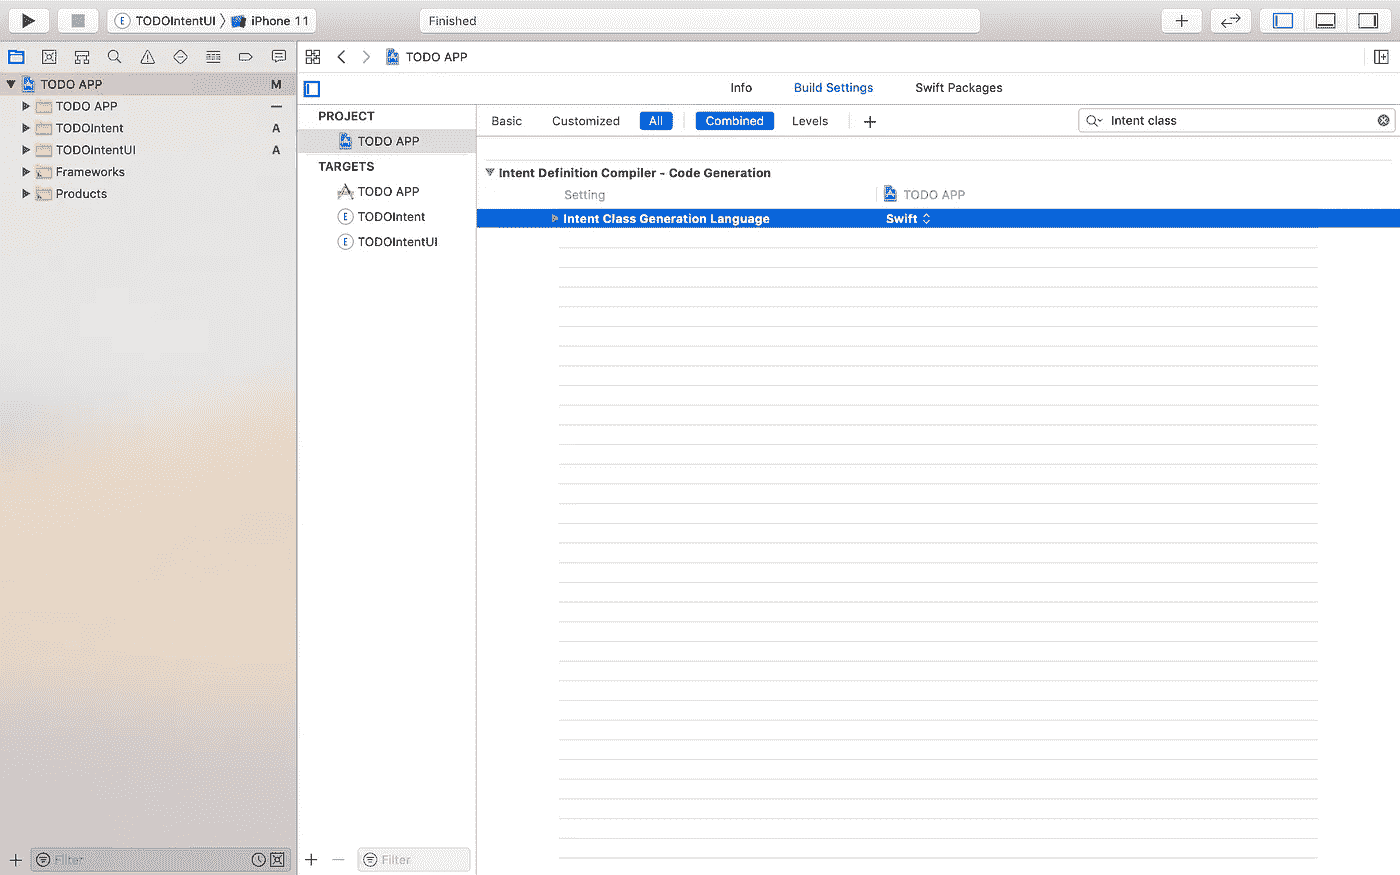 TODOIntentUI 〉 iPhone 11
Finished
TODO APP
TODO APP M
TODO APP —
TODOIntent A
TODOIntentUI A
Frameworks
Products
Filter
PROJECT
TODO APP
TARGETS
TODO APP
TODOIntent
TODOIntentUI
Filter
Info Build Settings Swift Packages
Basic Customized All Combined Levels + Intent class
Intent Definition Compiler - Code Generation
Setting TODO APP
Intent Class Generation Language Swift